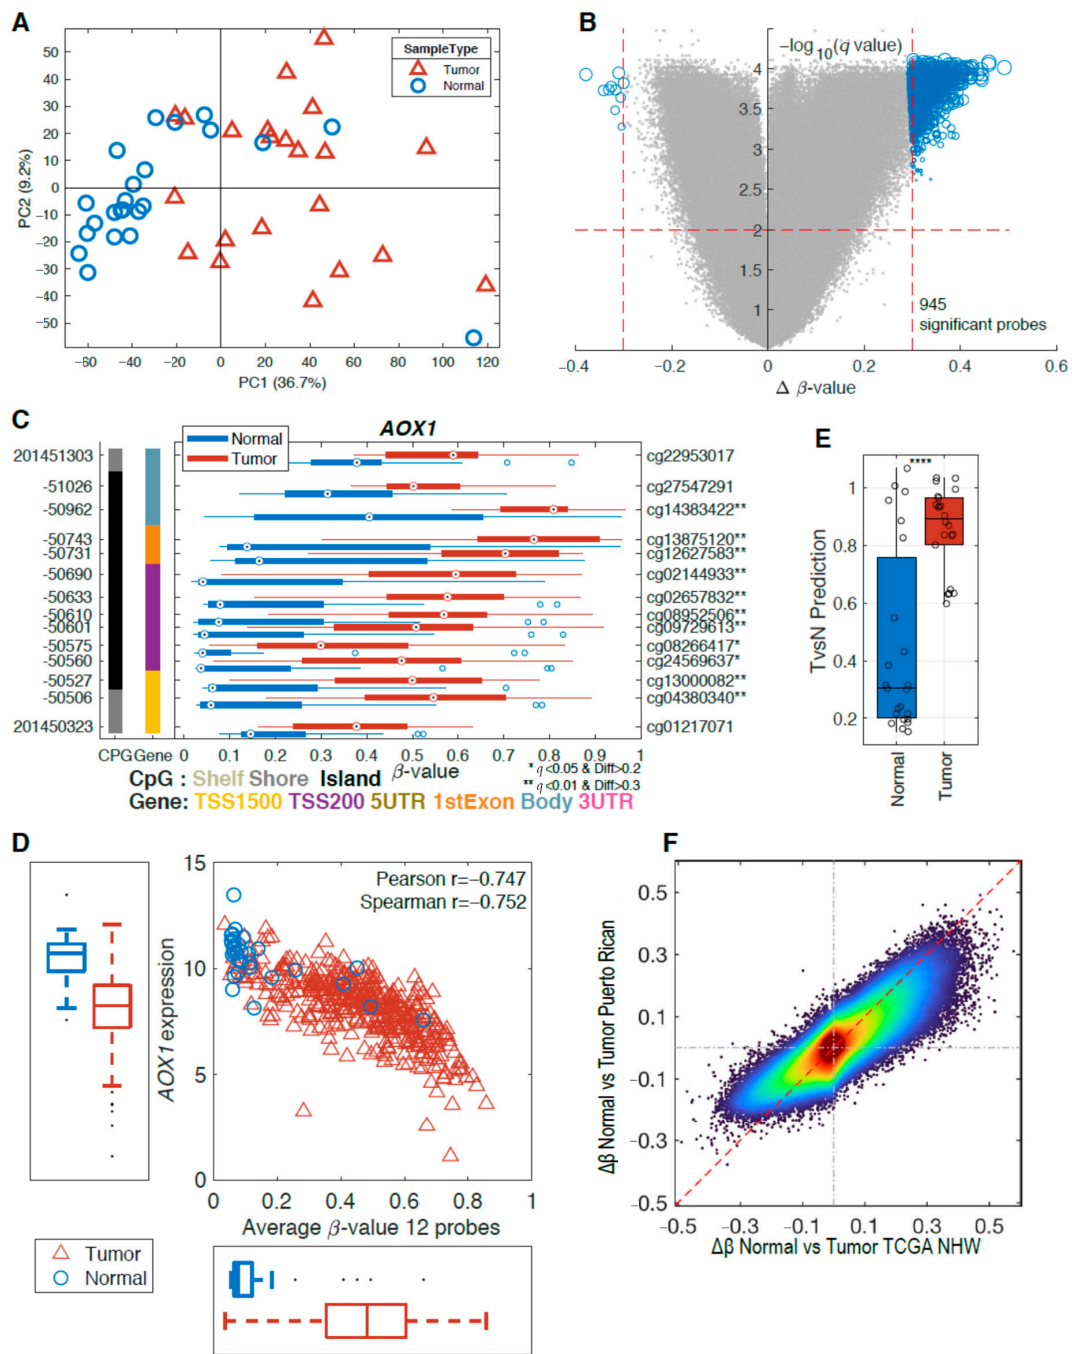 A
SampleType
Tumor
Normal
50
40
30
20
10
0
−10
−20
−30
−40
−50
PC2 (9.2%)
−60 −40 −20 0 20 40 60 80 100 120
PC1 (36.7%)
B
−log10(q value)
4
3.5
3
2.5
2
1.5
1
945
significant probes
−0.4 −0.2 0 0.2 0.4 0.6
Δ β-value
C
AOX1
Normal
Tumor
201451303
-51026
-50962
-50743
-50731
-50690
-50633
-50610
-50601
-50575
-50560
-50527
-50506
201450323
cg22953017
cg27547291
cg14383422**
cg13875120**
cg12627583**
cg02144933**
cg02657832**
cg08952506**
cg09729613**
cg08266417*
cg24569637*
cg13000082**
cg04380340**
cg01217071
CPG Gene
0 0.1 0.2 0.3 0.4 0.5 0.6 0.7 0.8 0.9 1
β-value
CpG : Shelf Shore Island
Gene: TSS1500 TSS200 5UTR 1stExon Body 3UTR
* q <0.05 & Diff>0.2
** q <0.01 & Diff>0.3
E
****
1
0.8
0.6
0.4
0.2
TvsN Prediction
Normal
Tumor
D
Pearson r=−0.747
Spearman r=−0.752
15
10
5
0
AOX1 expression
0 0.2 0.4 0.6 0.8 1
Average β-value 12 probes
Tumor
Normal
F
0.5
0.3
0.1
−0.1
−0.3
−0.5
Δβ Normal vs Tumor Puerto Rican
−0.5 −0.3 −0.1 0.1 0.3 0.5
Δβ Normal vs Tumor TCGA NHW